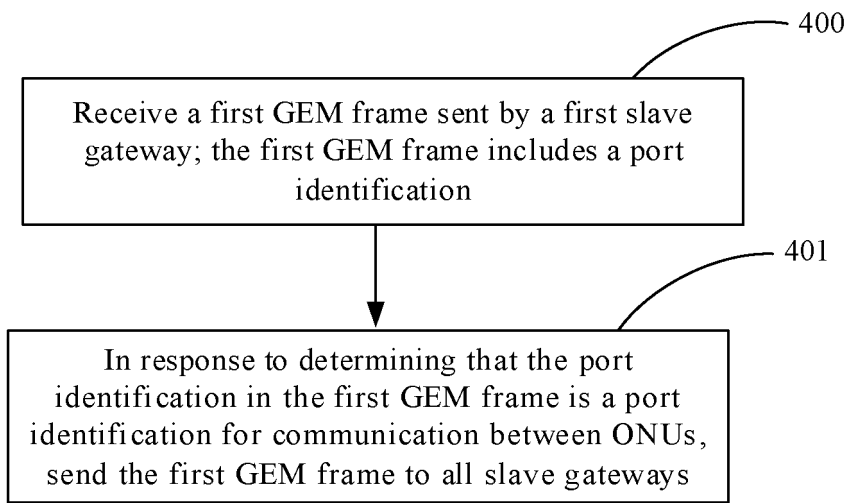 400
Receive a first GEM frame sent by a first slave
gateway; the first GEM frame includes a port
identification
401
In response to determining that the port
identification in the first GEM frame is a port
identification for communication between ONUs,
send the first GEM frame to all slave gateways